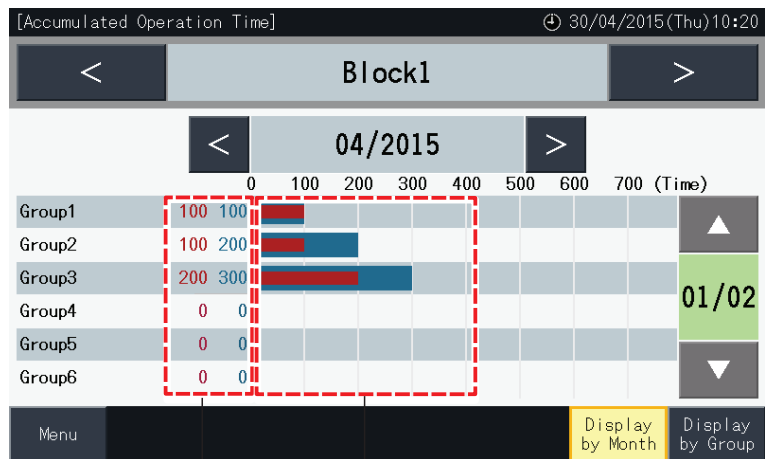 [Accumulated Operation Time] 30/04/2015(Thu)10:20
< Block1 >
< 04/2015 >
0 100 200 300 400 500 600 700 (Time)
Group1 100 100
Group2 100 200
Group3 200 300
Group4 0 0
Group5 0 0
Group6 0 0
01/02
Menu
Display by Month
Display by Group